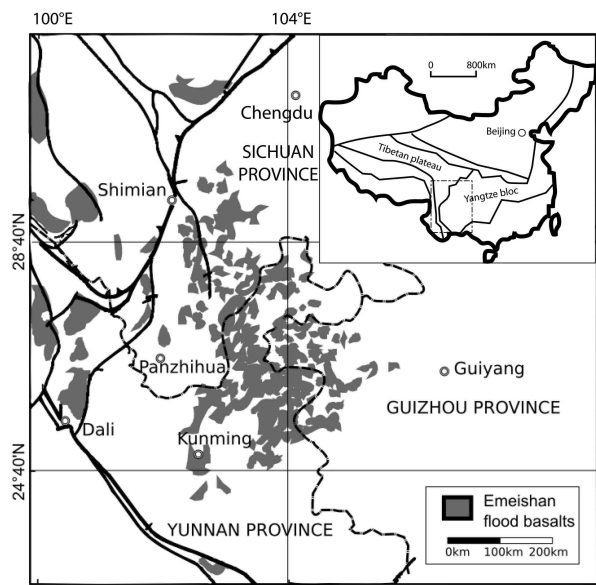 100°E
104°E
0 800km
Chengdu
Beijing
Tibetan plateau
SICHUAN
PROVINCE
Shimian
Yangtze bloc
28°40'N
Panzhihua
Guiyang
GUIZHOU PROVINCE
Dali
Kunming
24°40'N
YUNNAN PROVINCE
Emeishan
flood basalts
0km 100km 200km